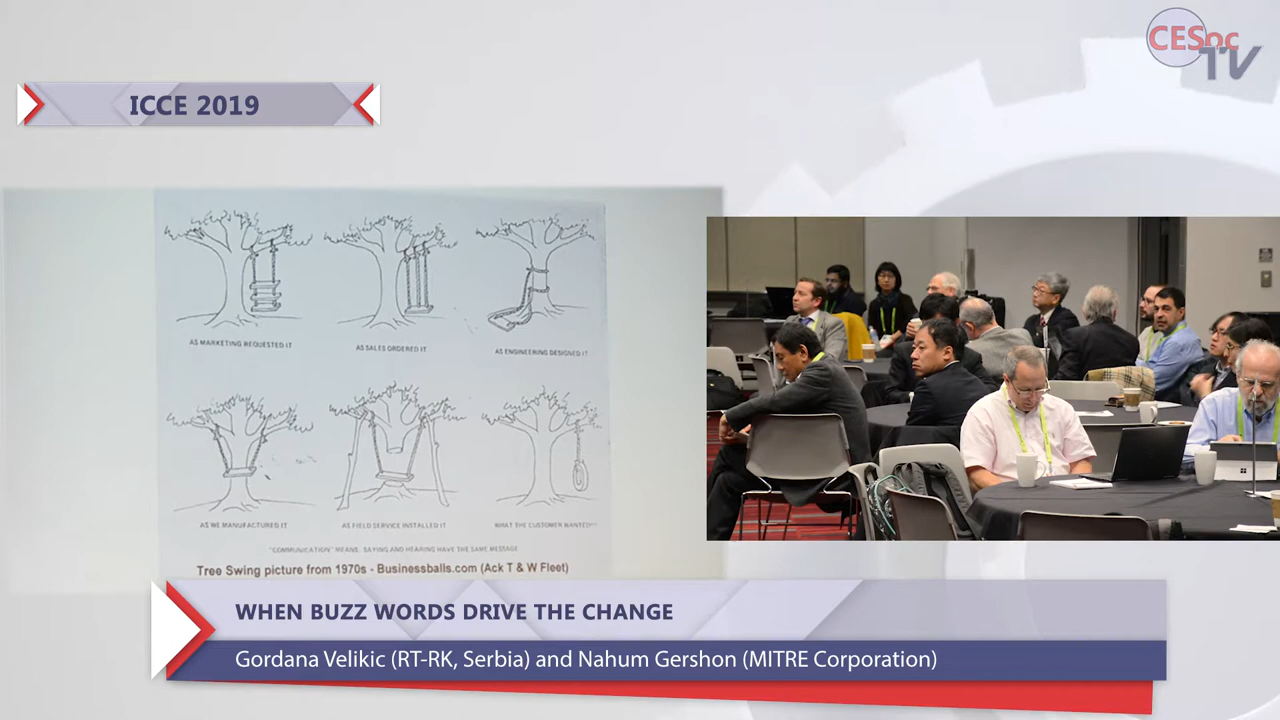 CESoc
TV
ICCE 2019
AS MARKETING REQUESTED IT
AS SALES ORDERED IT
AS ENGINEERING DESIGNED IT
AS WE MANUFACTURED IT
AS FIELD SERVICE INSTALLED IT
WHAT THE CUSTOMER WANTED!!
"COMMUNICATION" MEANS, SAYING AND HEARING HAVE THE SAME MESSAGE
Tree Swing picture from 1970s - Businessballs.com (Ack T & W Fleet)
WHEN BUZZ WORDS DRIVE THE CHANGE
Gordana Velikic (RT-RK, Serbia) and Nahum Gershon (MITRE Corporation)